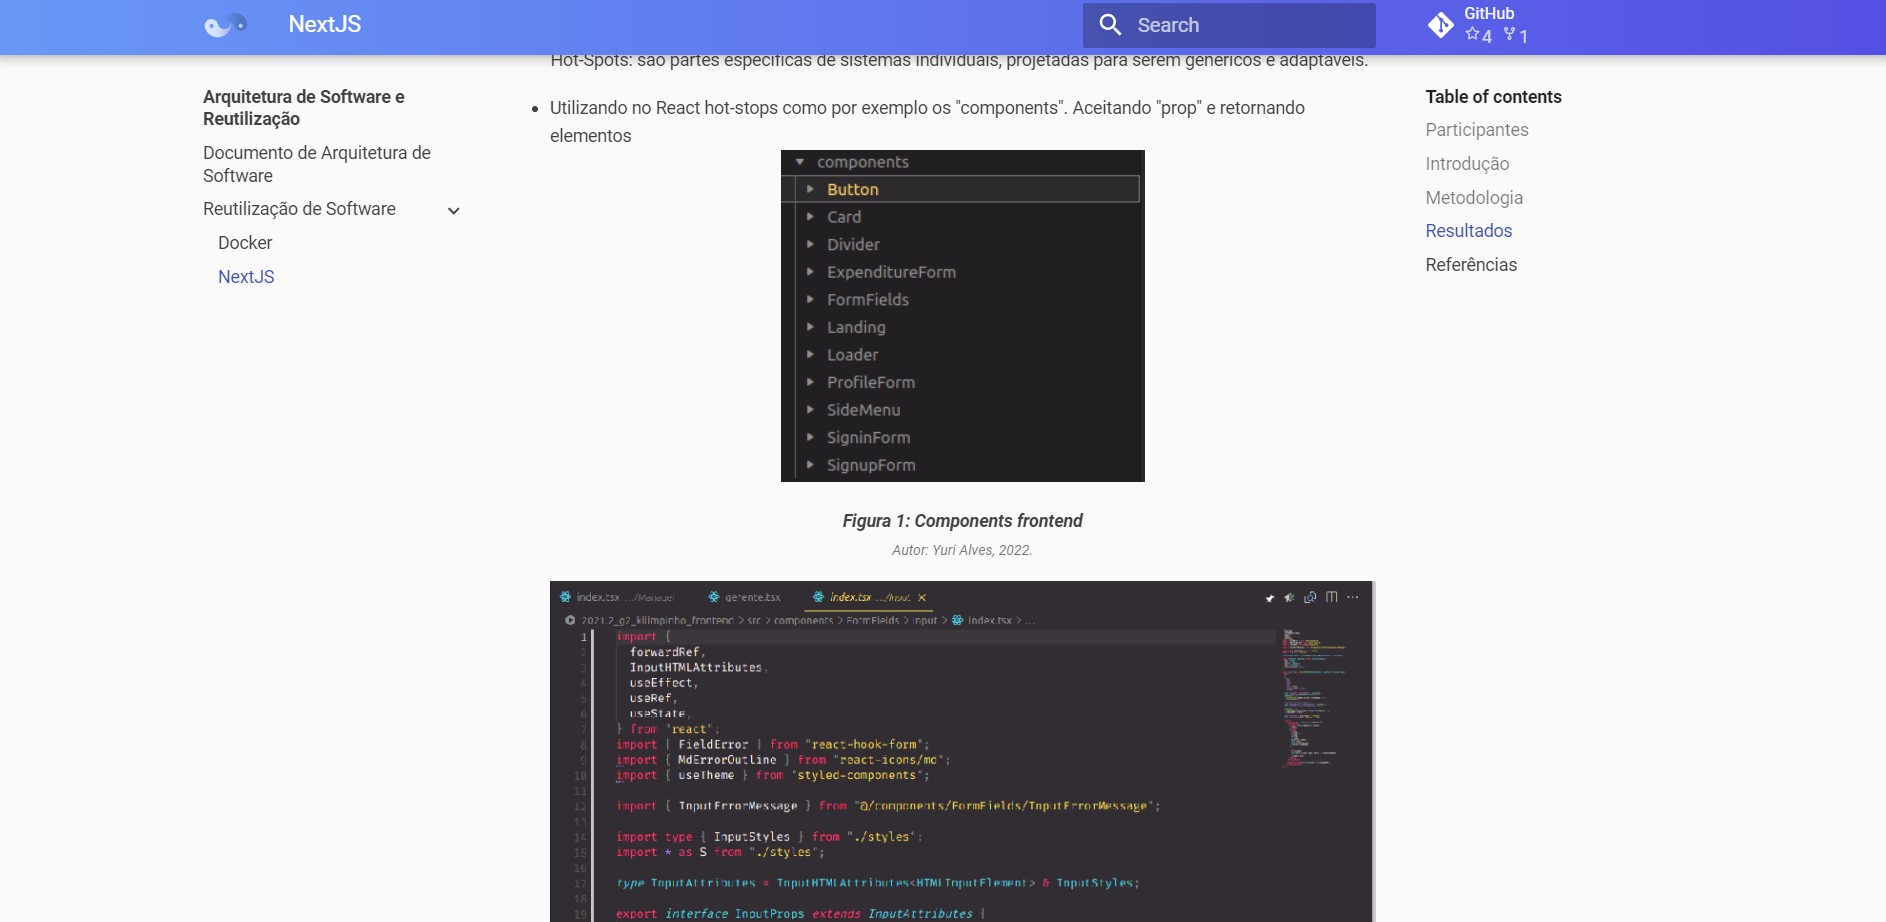 NextJS
Search
GitHub
4 1
Arquitetura de Software e
Reutilização
Documento de Arquitetura de
Software
Reutilização de Software
Docker
NextJS
Hot-Spots: são partes específicas de sistemas individuais, projetadas para serem genéricos e adaptáveis.
Utilizando no React hot-stops como por exemplo os "components". Aceitando "prop" e retornando
elementos
components
Button
Card
Divider
ExpenditureForm
FormFields
Landing
Loader
ProfileForm
SideMenu
SigninForm
SignupForm
Figura 1: Components frontend
Autor: Yuri Alves, 2022.
index.tsx .../Manager gerente.tsx index.tsx .../Input
2021.2_g2_kilimpinho_frontend > src > components > FormFields > Input > index.tsx > ...
1 import {
2 forwardRef,
3 InputHTMLAttributes,
4 useEffect,
5 useRef,
6 useState,
7 } from "react";
8 import { FieldError } from "react-hook-form";
9 import { MdErrorOutline } from "react-icons/md";
10 import { useTheme } from "styled-components";
11
12 import { InputErrorMessage } from "@/components/FormFields/InputErrorMessage";
13
14 import type { InputStyles } from "./styles";
15 import * as S from "./styles";
16
17 type InputAttributes = InputHTMLAttributes<HTMLInputElement> & InputStyles;
18
19 export interface InputProps extends InputAttributes {
Table of contents
Participantes
Introdução
Metodologia
Resultados
Referências